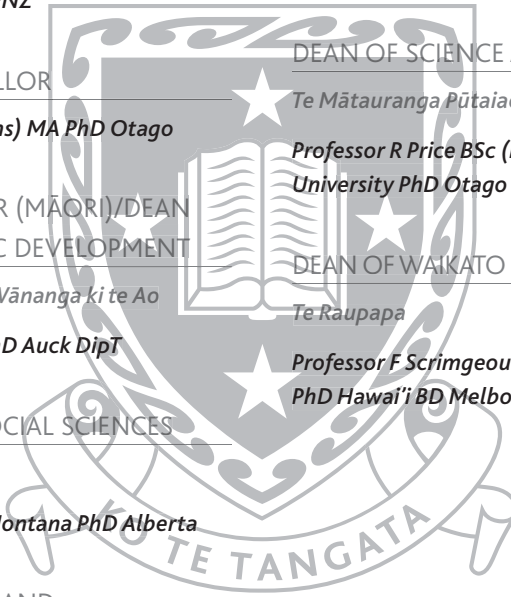 NZ
LLOR
ns) MA PhD Otago
R (MĀORI)/DEAN
C DEVELOPMENT
Wānanga ki te Ao
D Auck DipT
OCIAL SCIENCES
Montana PhD Alberta
AND
DEAN OF SCIENCE
Te Mātauranga Pūtaia
Professor R Price BSc (
University PhD Otago
DEAN OF WAIKATO
Te Raupapa
Professor F Scrimgeou
PhD Hawai'i BD Melbo
KO TE TANGATA